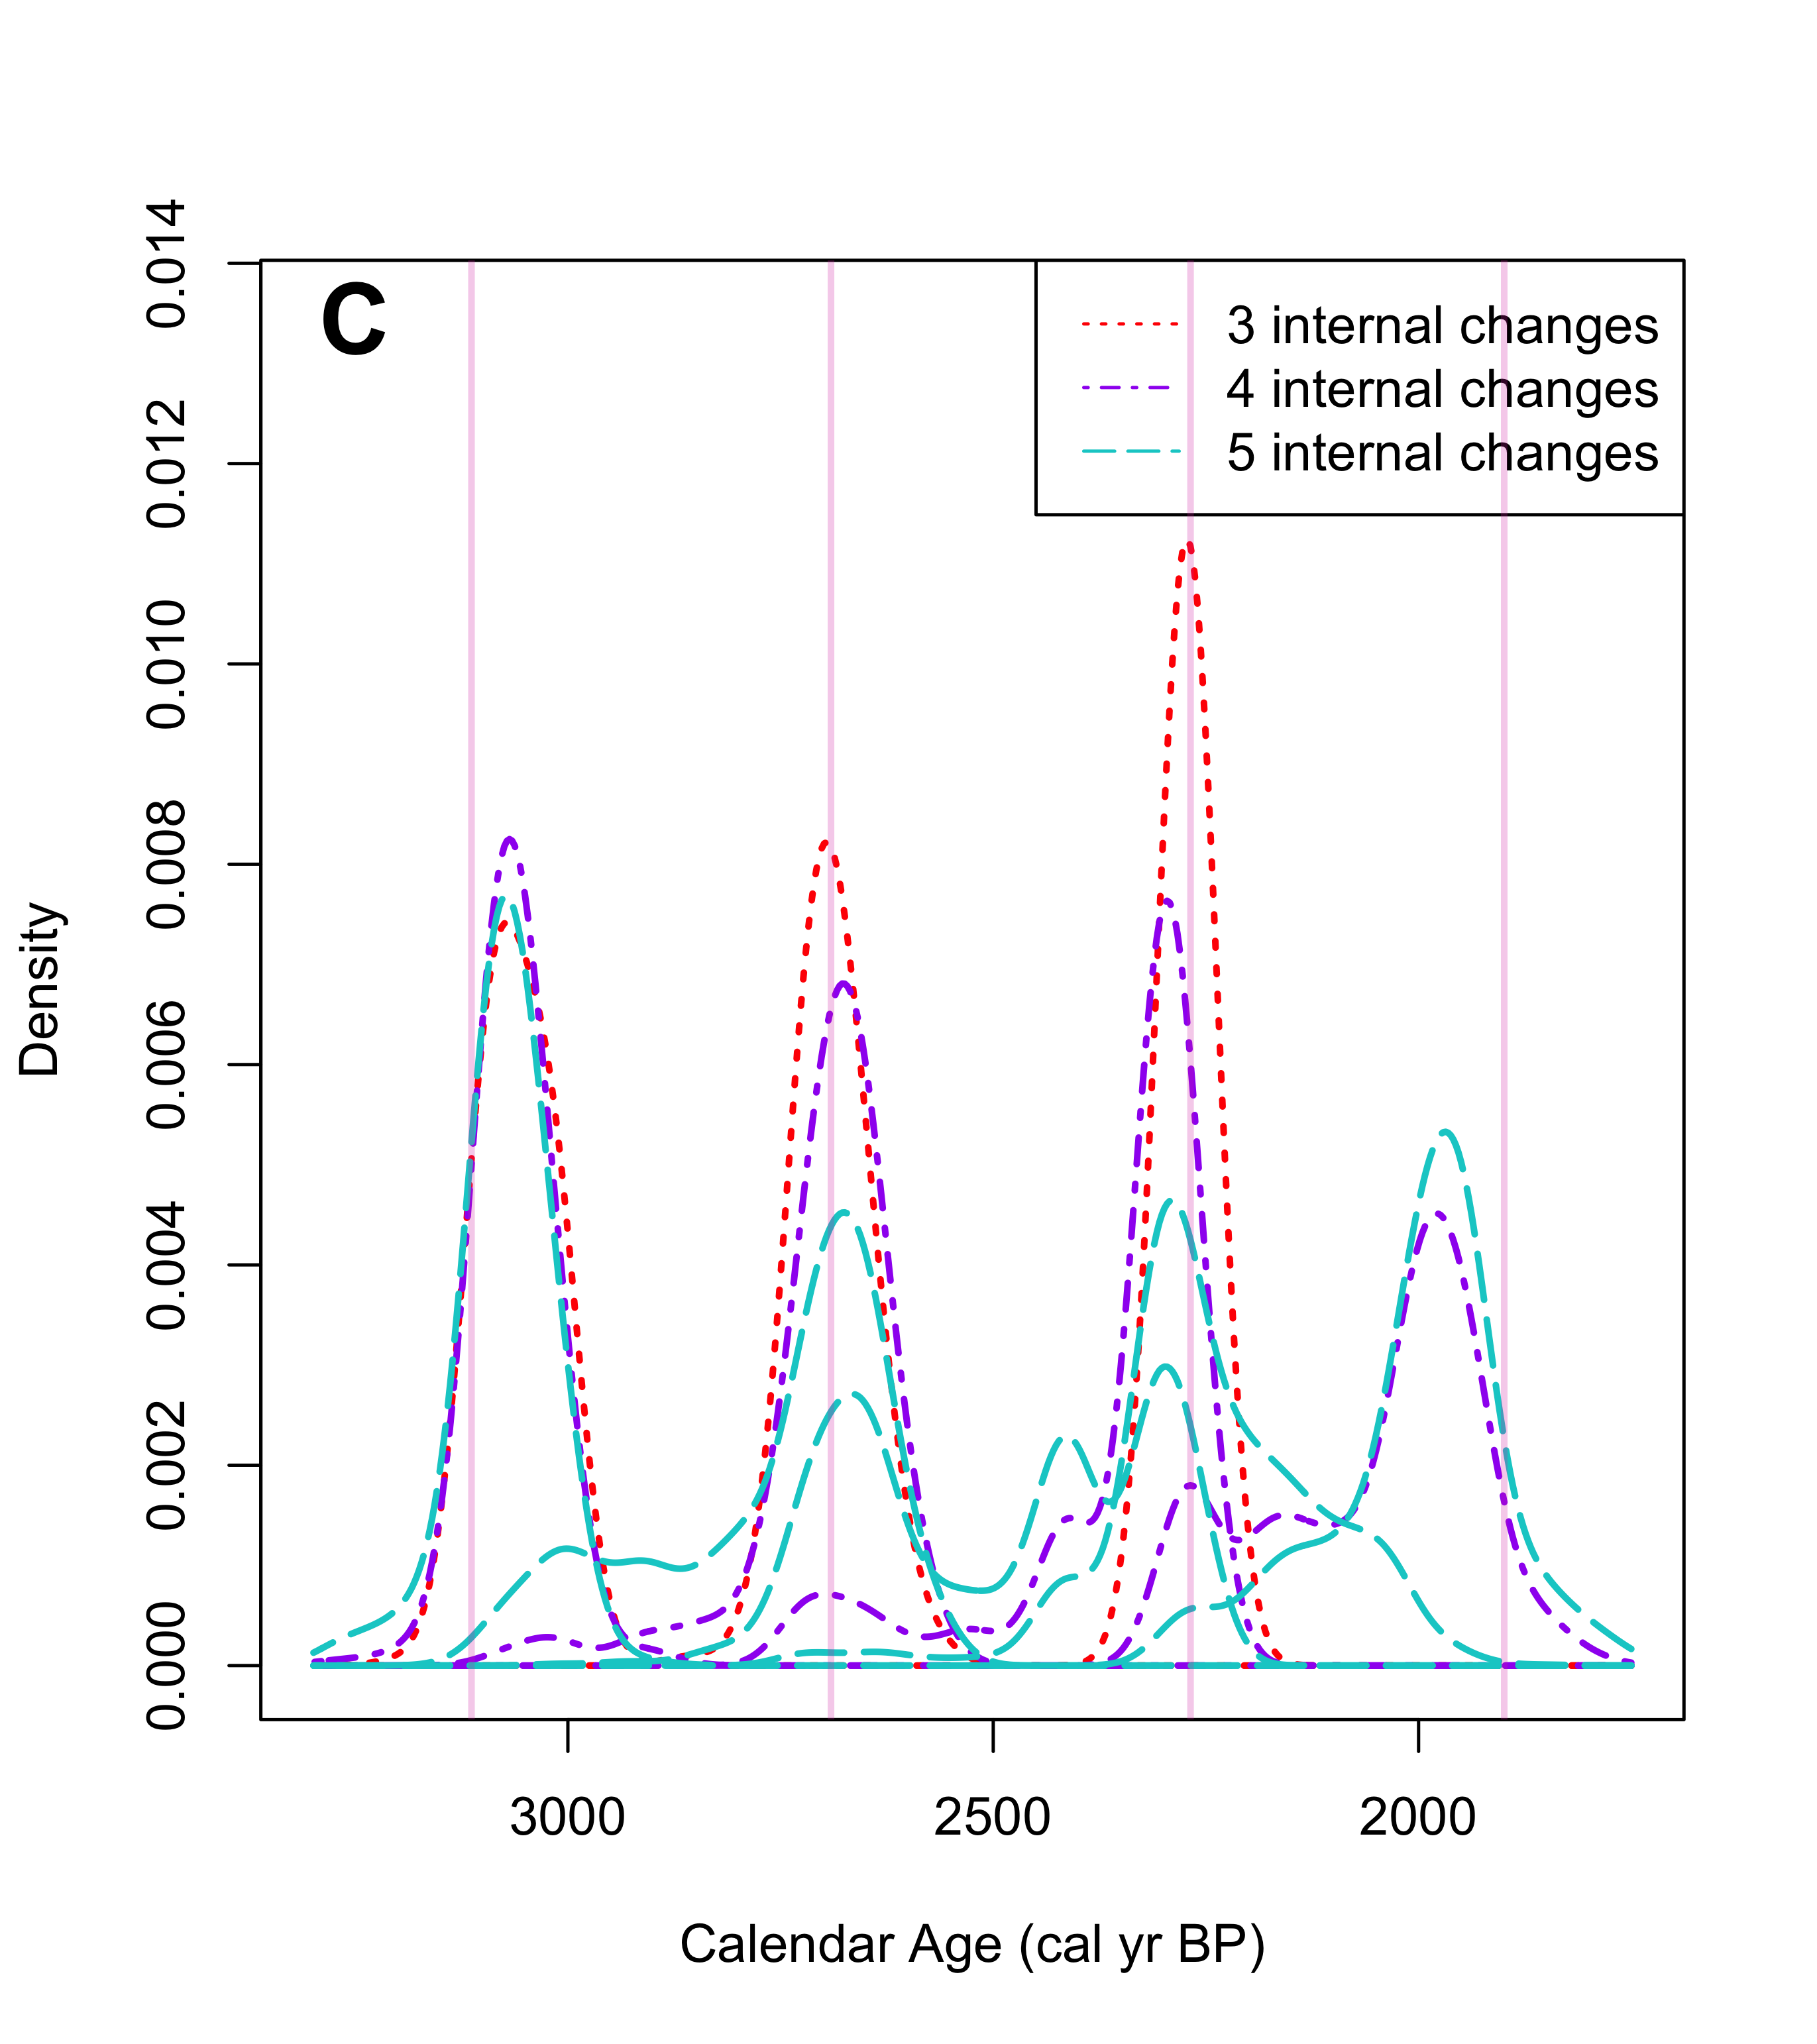 C
3 internal changes
4 internal changes
5 internal changes
Density
0.014
0.012
0.010
0.008
0.006
0.004
0.002
0.000
3000 2500 2000
Calendar Age (cal yr BP)